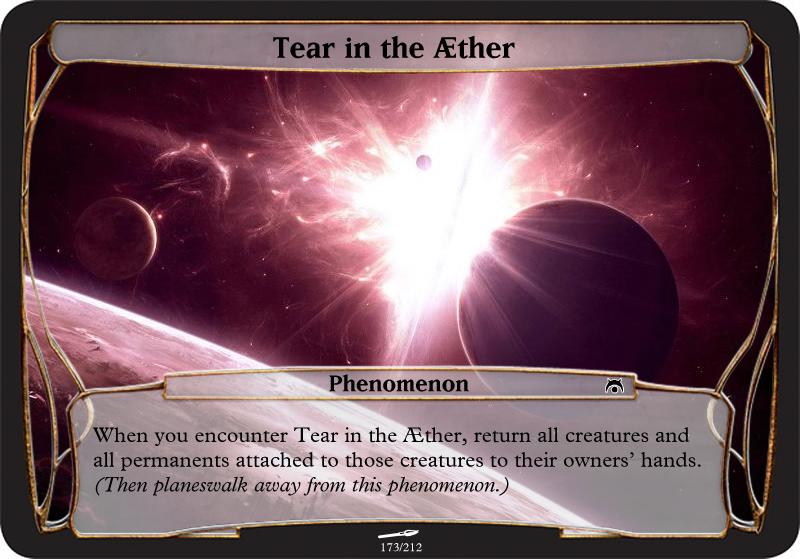 Tear in the Æther
Phenomenon
When you encounter Tear in the Æther, return all creatures and
all permanents attached to those creatures to their owners’ hands.
(Then planeswalk away from this phenomenon.)
173/212